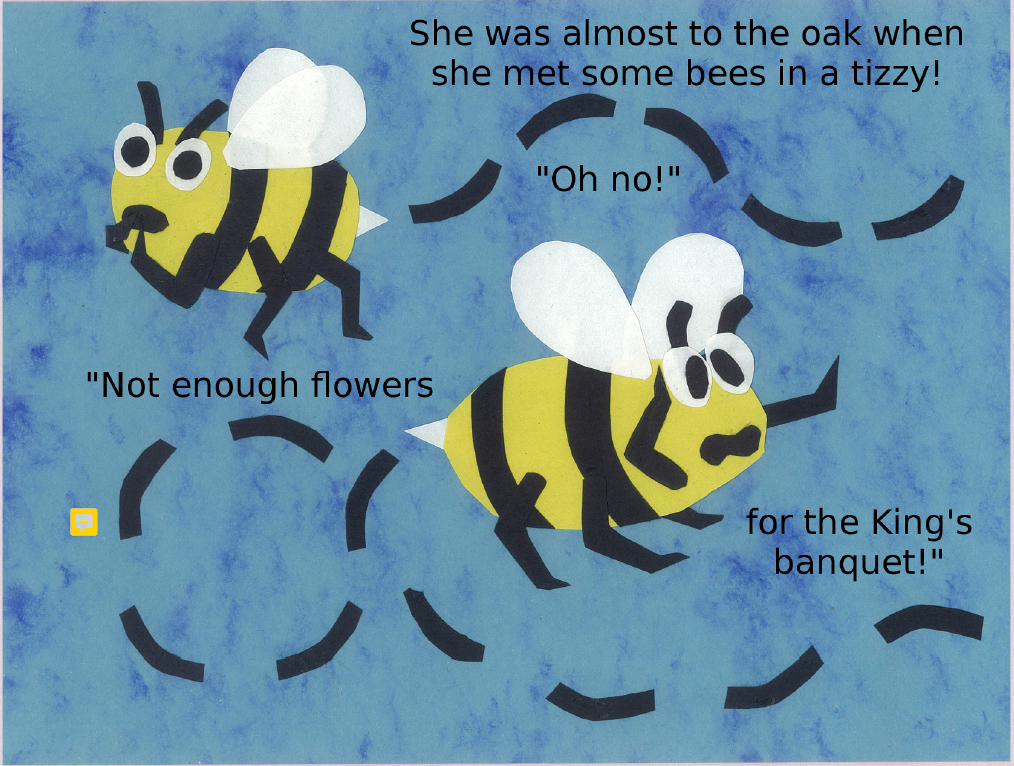 She was almost to the oak when
she met some bees in a tizzy!
"Oh no!"
"Not enough flowers
for the King's
banquet!"